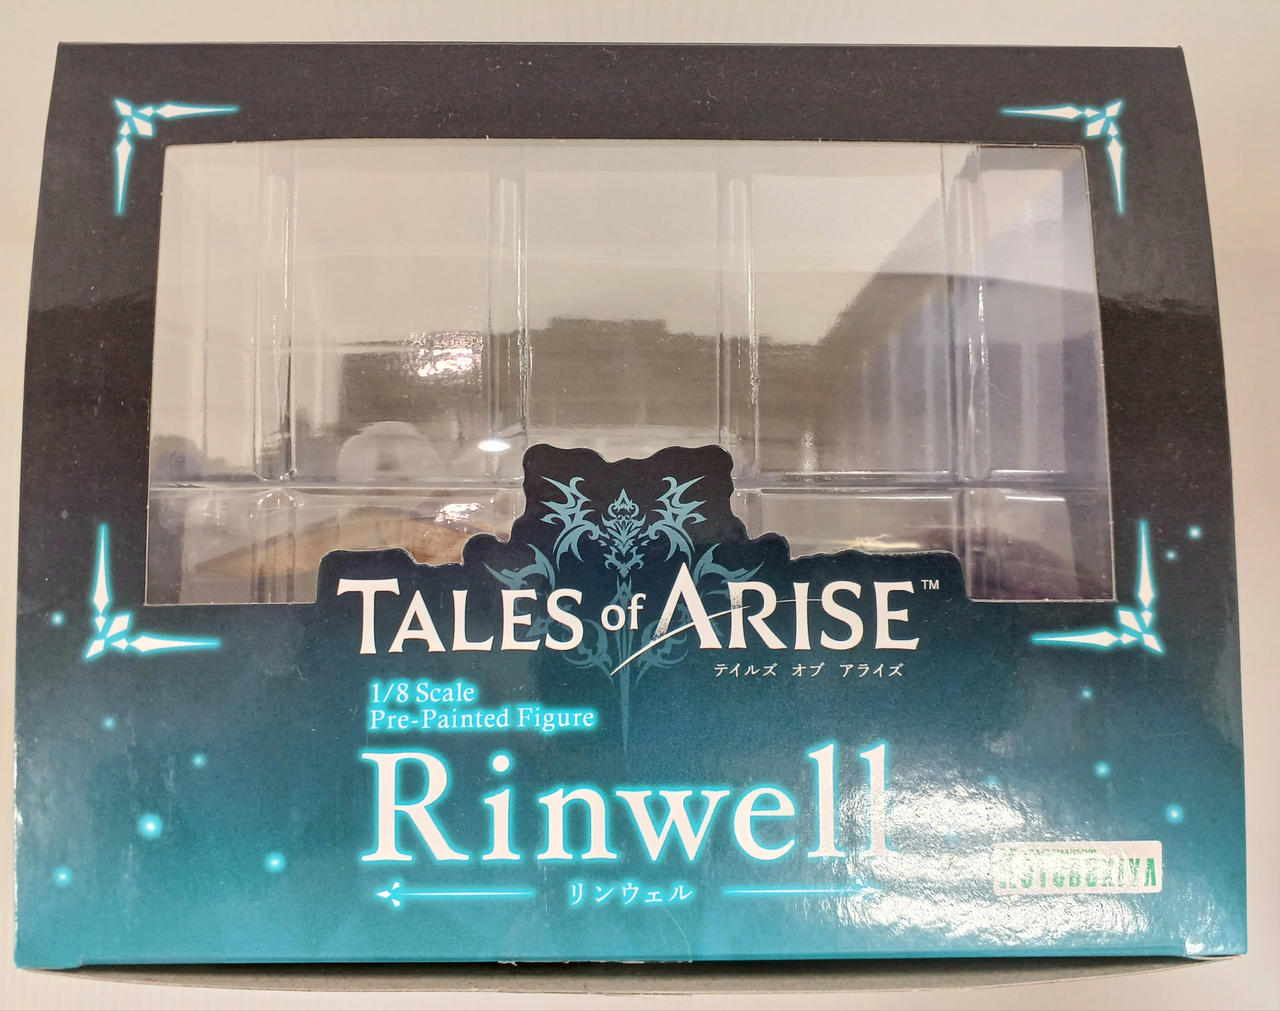 TALES of ARISE™
テイルズ オブ アライズ
1/8 Scale
Pre-Painted Figure
Rinwell
リンウェル
KOTOBUKIYA